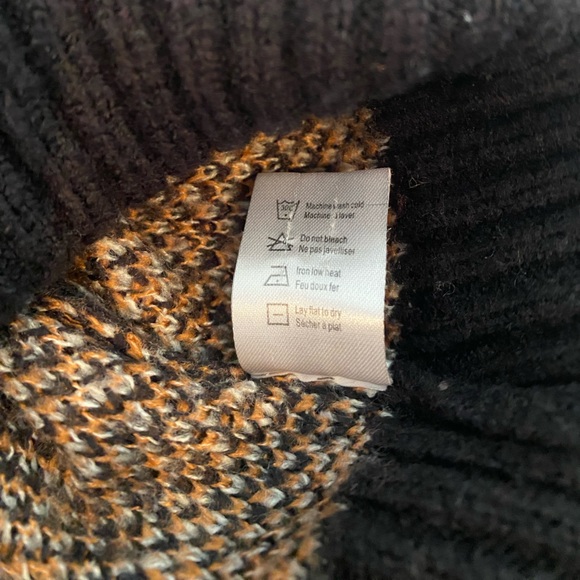 30C
Machine wash cold
Machine à laver
Do not bleach
Ne pas javelliser
Iron low heat
Feu doux fer
Lay flat to dry
Sécher à plat